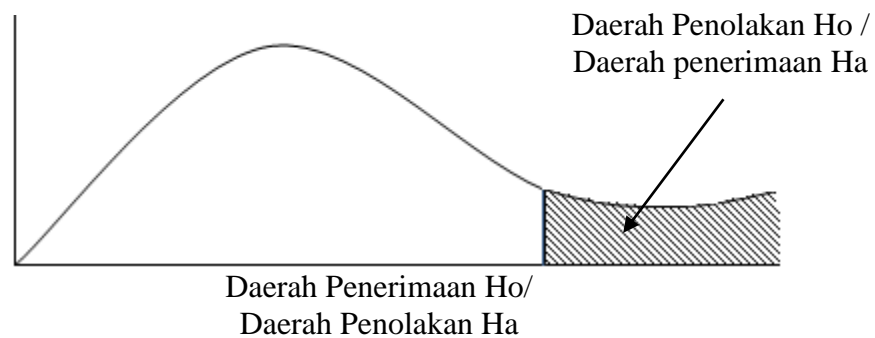 Daerah Penolakan Ho /
Daerah penerimaan Ha
Daerah Penerimaan Ho/
Daerah Penolakan Ha